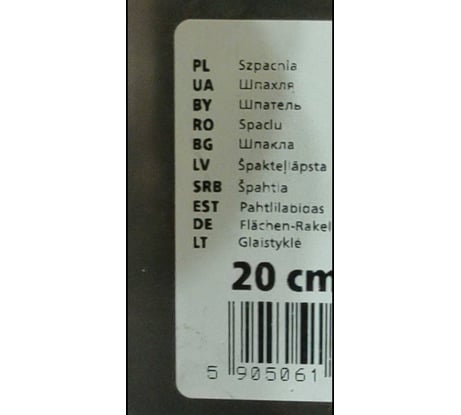 PL Szpachla
UA Шпахля
BY Шпатель
RO Spaclu
BG Шпакла
LV Špakteļlāpsta
SRB Špahtla
EST Pahtlilabidas
DE Flächen-Rakel
LT Glaistyklė
20 cm
5 905061